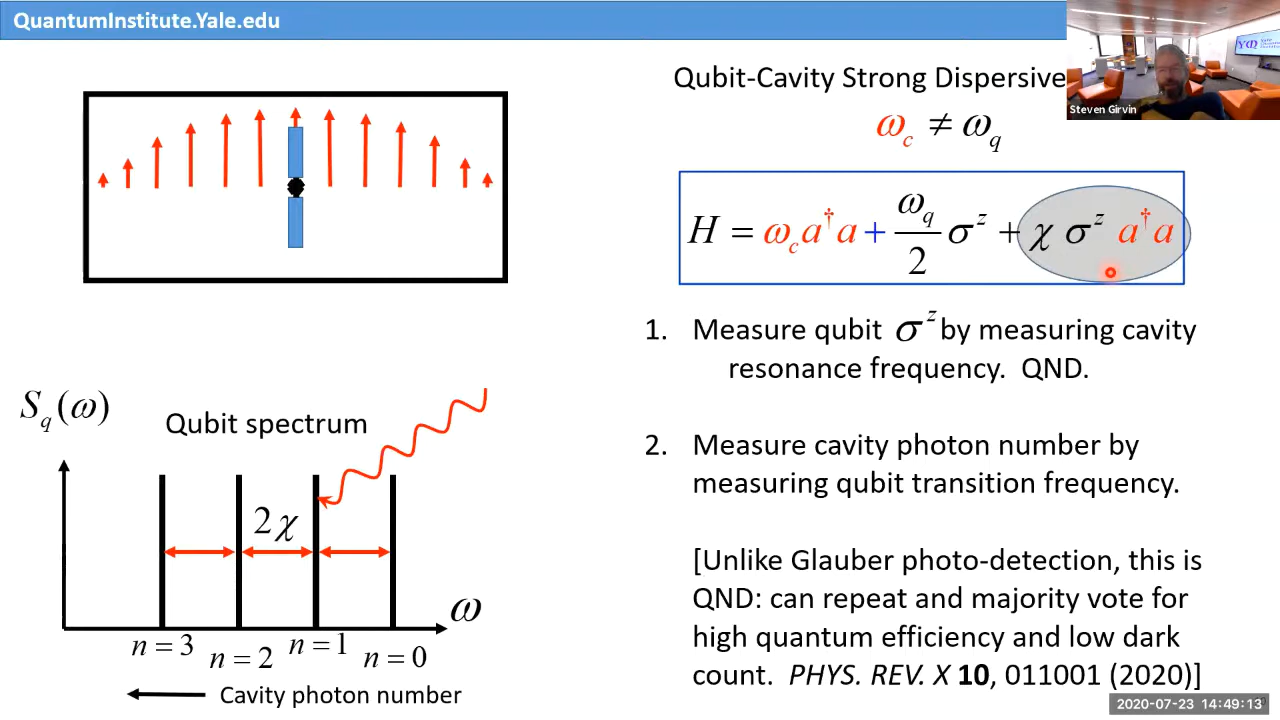 QuantumInstitute.Yale.edu
Steven Girvin
Qubit-Cavity Strong Dispersive
ω_c ≠ ω_q
H = ω_c a†a + ω_q/2 σ^z + χ σ^z a†a
1. Measure qubit σ^z by measuring cavity
resonance frequency. QND.
2. Measure cavity photon number by
measuring qubit transition frequency.
[Unlike Glauber photo-detection, this is
QND: can repeat and majority vote for
high quantum efficiency and low dark
count. PHYS. REV. X 10, 011001 (2020)]
S_q(ω)
Qubit spectrum
2χ
ω
n = 3 n = 2 n = 1 n = 0
Cavity photon number
2020-07-23 14:49:13